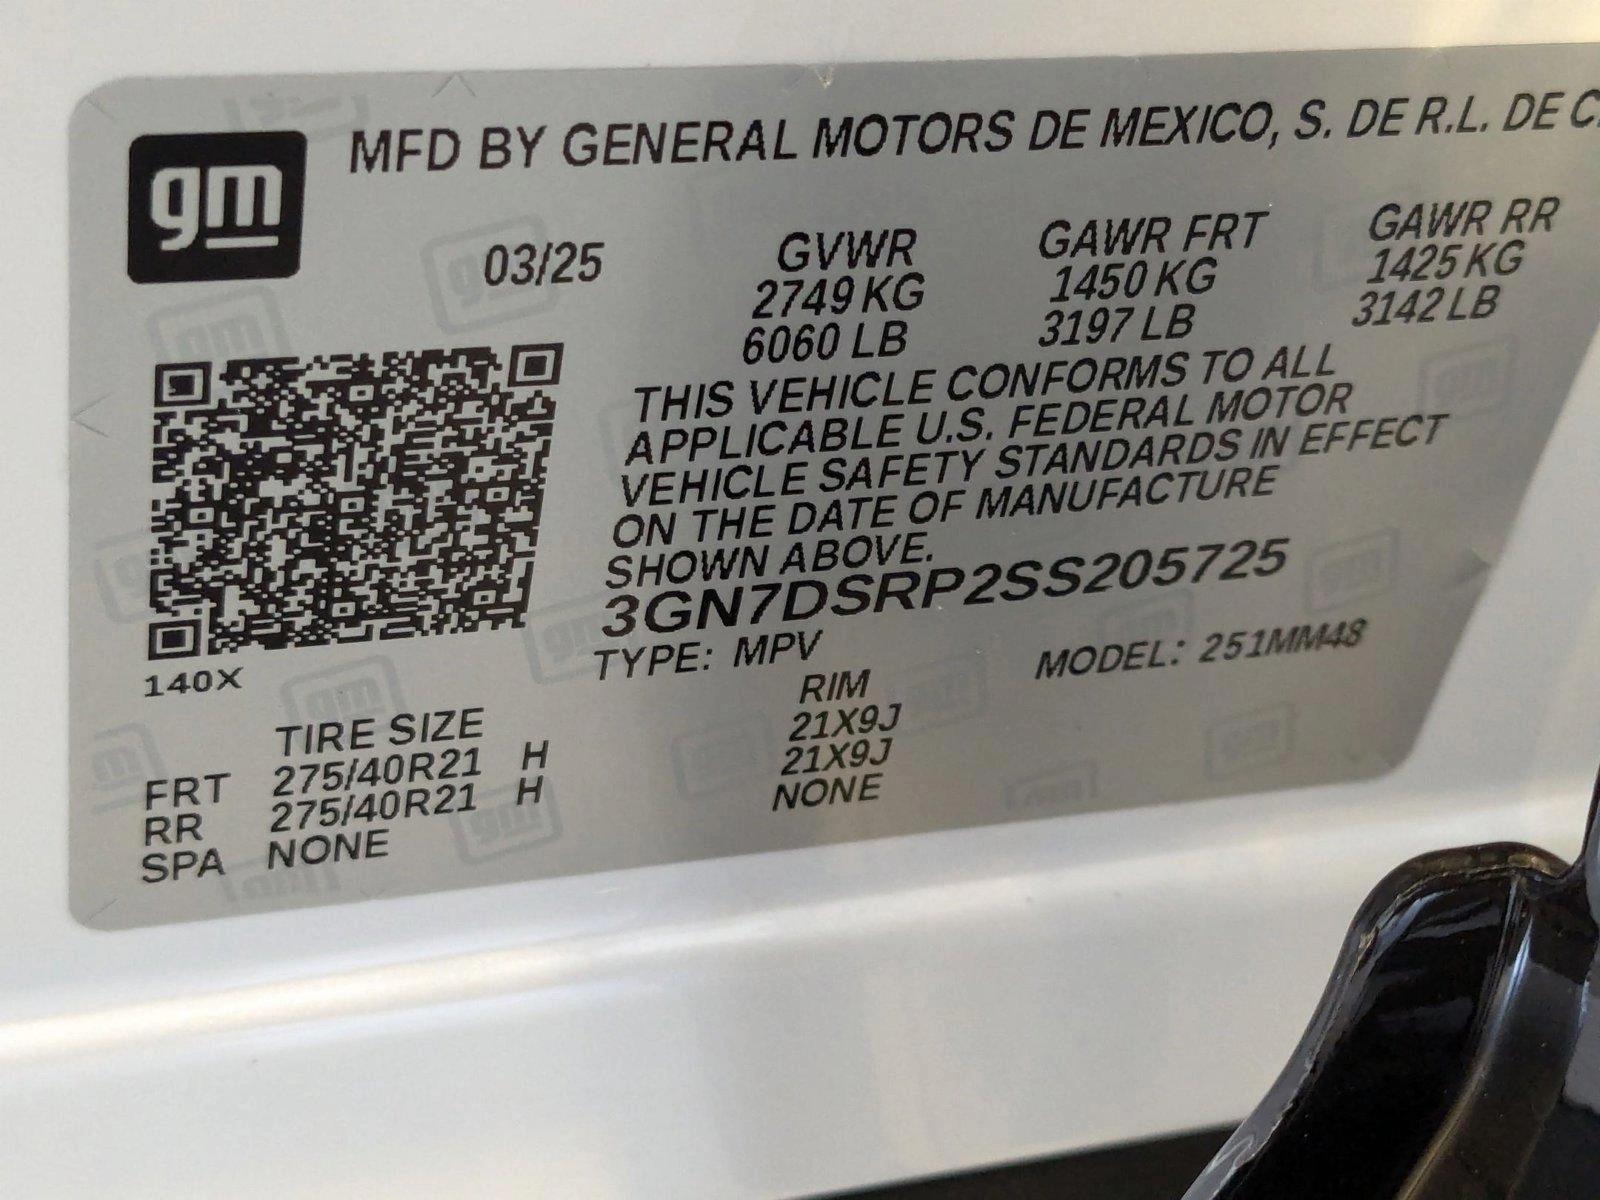 gm
MFD BY GENERAL MOTORS DE MEXICO, S. DE R.L. DE C.
03/25
GVWR GAWR FRT GAWR RR
2749 KG 1450 KG 1425 KG
6060 LB 3197 LB 3142 LB
THIS VEHICLE CONFORMS TO ALL
APPLICABLE U.S. FEDERAL MOTOR
VEHICLE SAFETY STANDARDS IN EFFECT
ON THE DATE OF MANUFACTURE
SHOWN ABOVE.
3GN7DSRP2SS205725
TYPE: MPV MODEL: 251MM48
140X
TIRE SIZE RIM
FRT 275/40R21 H 21X9J
RR 275/40R21 H 21X9J
SPA NONE NONE